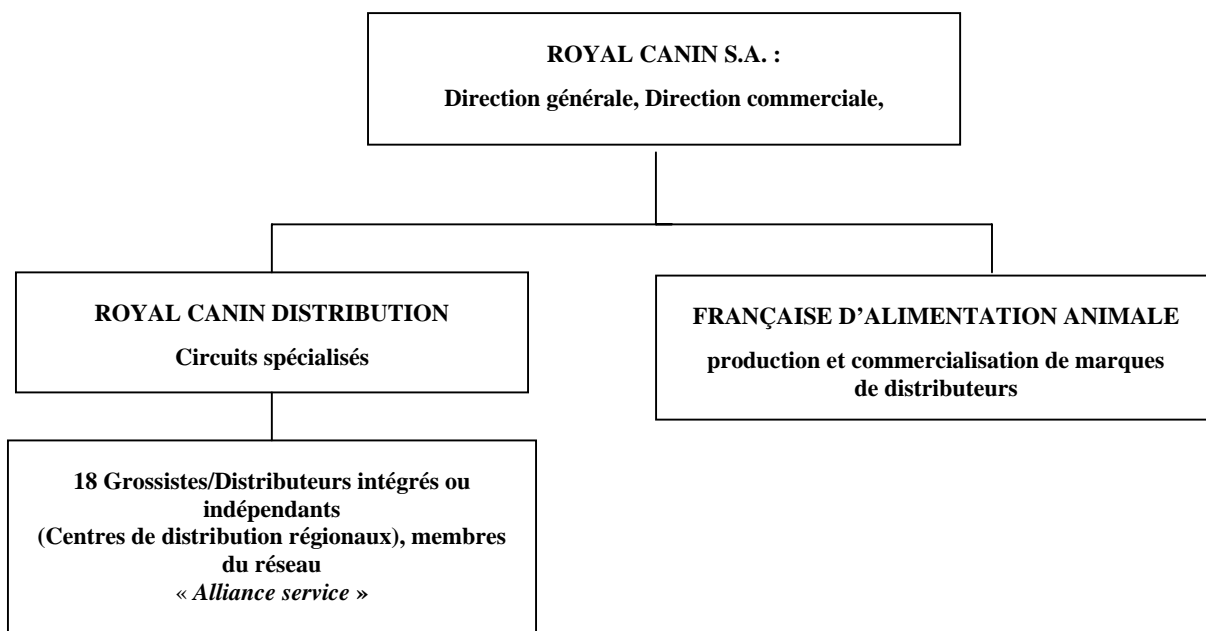 ROYAL CANIN S.A. :
Direction générale, Direction commerciale,
ROYAL CANIN DISTRIBUTION
Circuits spécialisés
FRANÇAISE D’ALIMENTATION ANIMALE
production et commercialisation de marques
de distributeurs
18 Grossistes/Distributeurs intégrés ou
indépendants
(Centres de distribution régionaux), membres
du réseau
« Alliance service »